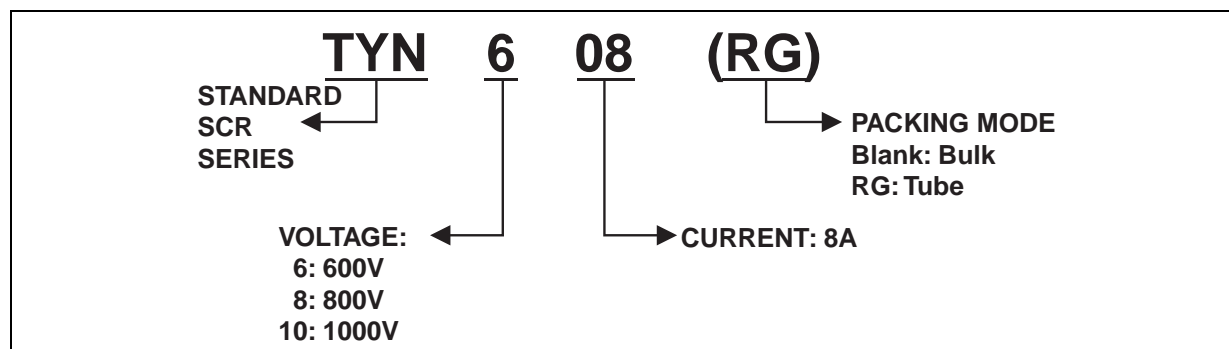 TYN 6 08 (RG)
STANDARD
SCR
SERIES
PACKING MODE
Blank: Bulk
RG: Tube
VOLTAGE:
6: 600V
8: 800V
10: 1000V
CURRENT: 8A